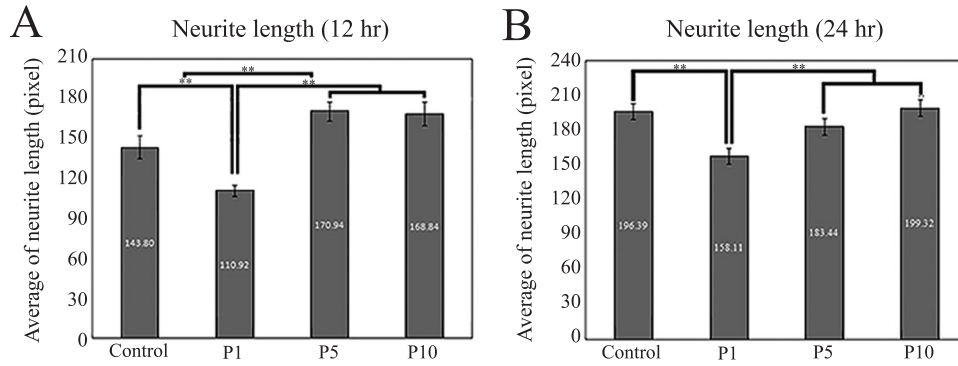 A
Neurite length (12 hr)
Average of neurite length (pixel)
210
180
150
120
90
60
30
0
**
**
**
143.80
110.92
170.94
168.84
Control
P1
P5
P10
B
Neurite length (24 hr)
Average of neurite length (pixel)
240
210
180
150
120
90
60
30
0
**
**
196.39
158.11
183.44
199.32
Control
P1
P5
P10